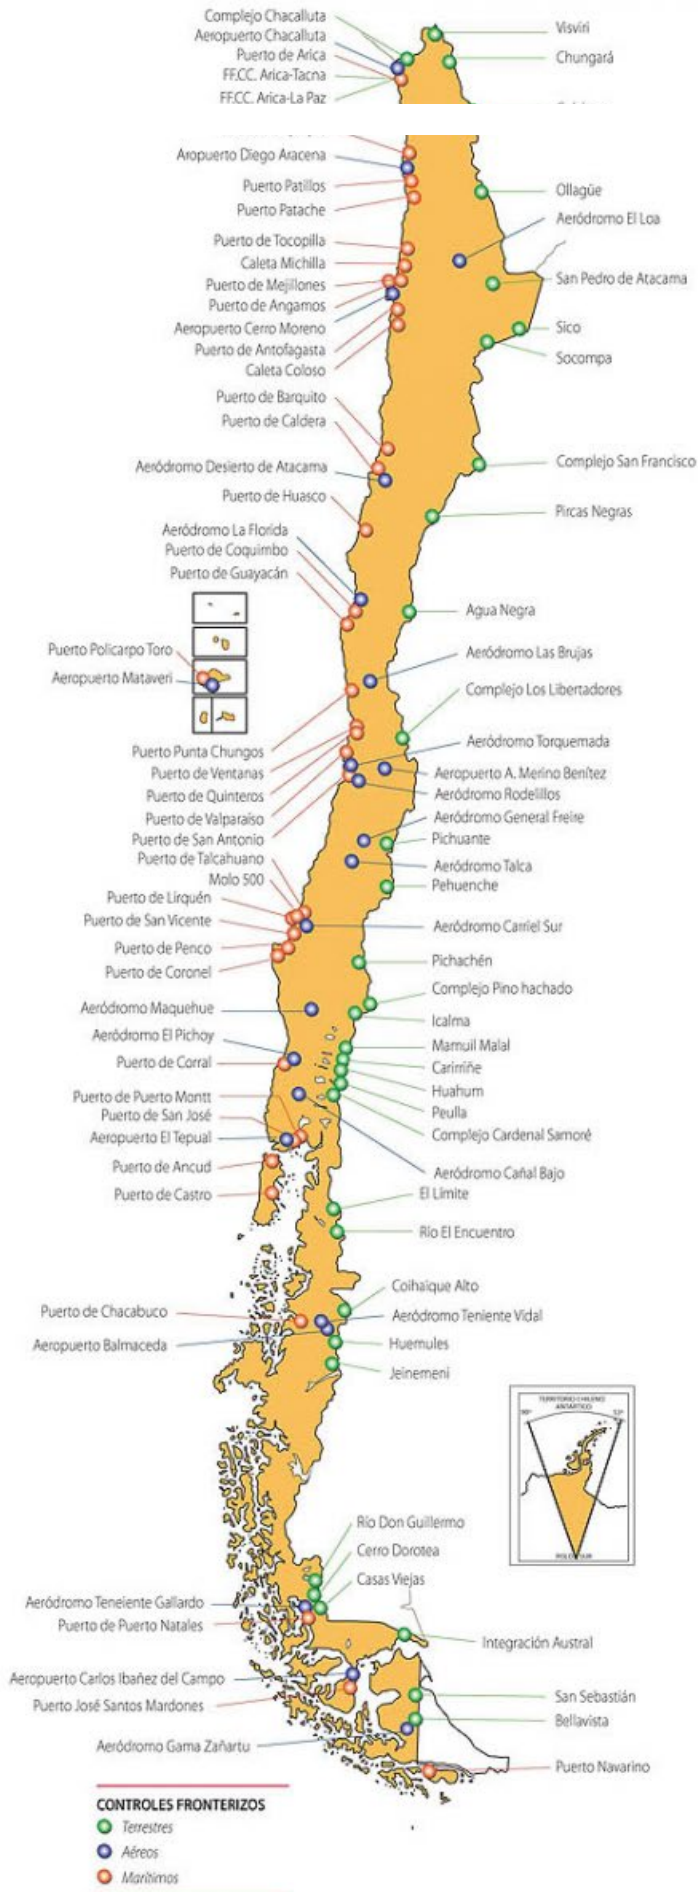 Complejo Chacalluta
Aeropuerto Chacalluta
Puerto de Arica
FF.CC. Arica-Tacna
FF.CC. Arica-La Paz
Visviri
Chungará
Aropuerto Diego Aracena
Puerto Patillos
Puerto Patache
Ollagüe
Aeródromo El Loa
Puerto de Tocopilla
Caleta Michilla
Puerto de Mejillones
Puerto de Angamos
Aeropuerto Cerro Moreno
Puerto de Antofagasta
Caleta Coloso
San Pedro de Atacama
Sico
Socompa
Puerto de Barquito
Puerto de Caldera
Aeródromo Desierto de Atacama
Puerto de Huasco
Complejo San Francisco
Pircas Negras
Aeródromo La Florida
Puerto de Coquimbo
Puerto de Guayacán
Agua Negra
Puerto Policarpo Toro
Aeropuerto Mataveri
Aeródromo Las Brujas
Complejo Los Libertadores
Puerto Punta Chungos
Puerto de Ventanas
Puerto de Quinteros
Puerto de Valparaiso
Puerto de San Antonio
Puerto de Talcahuano
Molo 500
Puerto de Lirquén
Puerto de San Vicente
Puerto de Penco
Puerto de Coronel
Aeródromo Torquemada
Aeropuerto A. Merino Benítez
Aeródromo Rodelillos
Aeródromo General Freire
Pichuante
Aeródromo Talca
Pehuenche
Aeródromo Carriel Sur
Pichachén
Complejo Pino hachado
Icalma
Aeródromo Maquehue
Aeródromo El Pichoy
Puerto de Corral
Puerto de Puerto Montt
Puerto de San José
Aeropuerto El Tepual
Puerto de Ancud
Puerto de Castro
Mamuil Malal
Caririñe
Huahum
Peulla
Complejo Cardenal Samoré
Aeródromo Cañal Bajo
El Límite
Río El Encuentro
Puerto de Chacabuco
Aeropuerto Balmaceda
Coihaique Alto
Aeródromo Teniente Vidal
Huemules
Jeinemeni
TERRITORIO CHILENO
ANTÁRTICO
90°
53°
POLO SUR
Río Don Guillermo
Cerro Dorotea
Casas Viejas
Aeródromo Teneiente Gallardo
Puerto de Puerto Natales
Integración Austral
Aeropuerto Carlos Ibañez del Campo
Puerto José Santos Mardones
San Sebastián
Bellavista
Aeródromo Gama Zañartu
Puerto Navarino
CONTROLES FRONTERIZOS
Terrestres
Aéreos
Marítimos